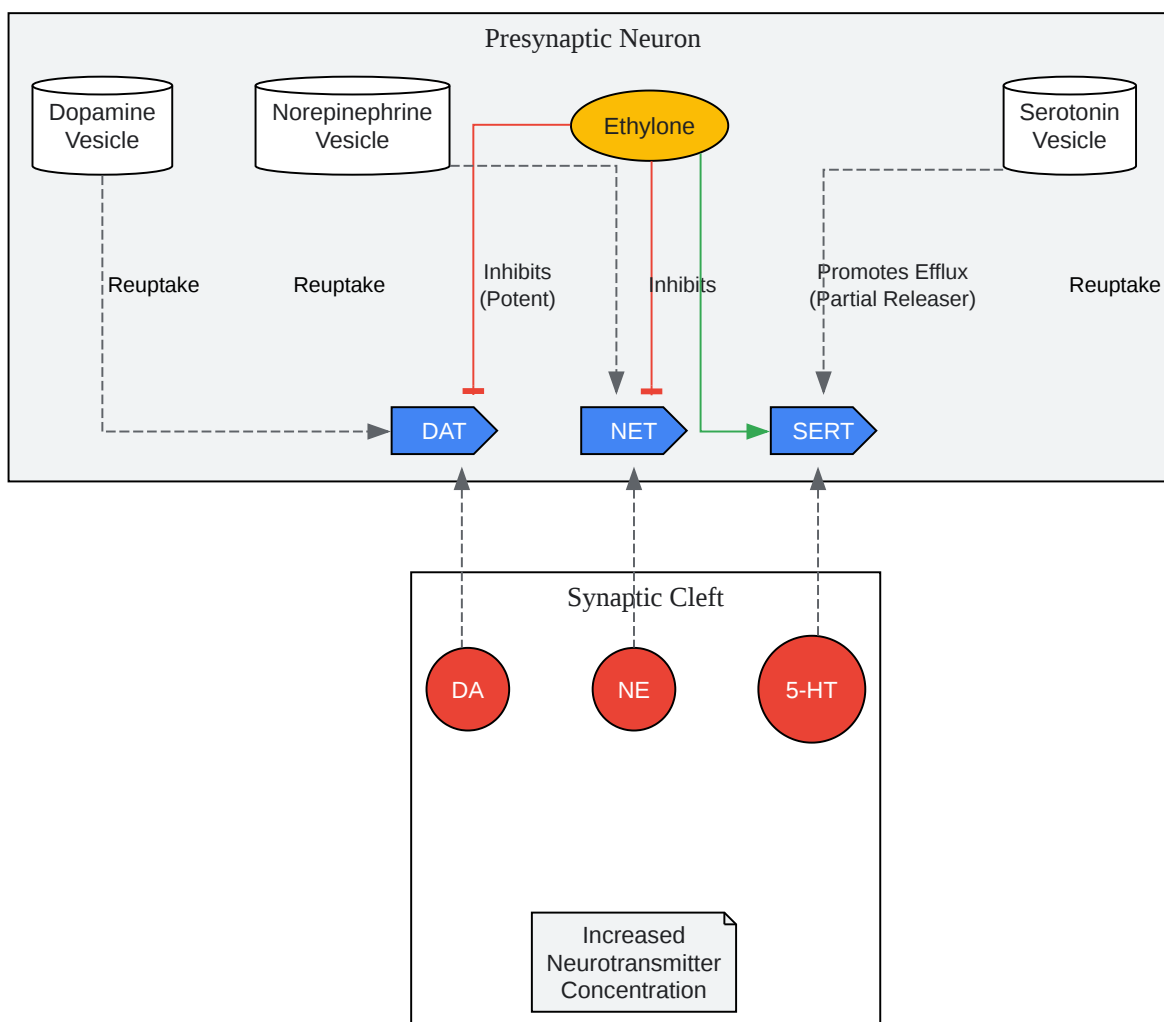 Presynaptic Neuron
Dopamine
Vesicle
Norepinephrine
Vesicle
Ethylone
Serotonin
Vesicle
Reuptake
Reuptake
Inhibits
(Potent)
Inhibits
Promotes Efflux
(Partial Releaser)
Reuptake
DAT
NET
SERT
Synaptic Cleft
DA
NE
5-HT
Increased
Neurotransmitter
Concentration